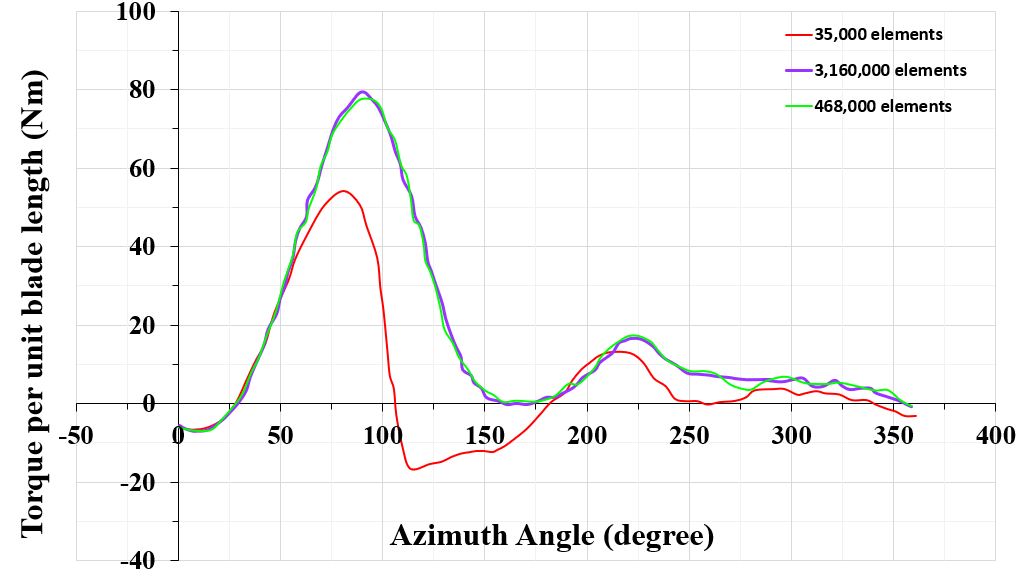 100
35,000 elements
3,160,000 elements
80
468,000 elements
60
40
20
0
-50 0 50 100 150 200 250 300 350 400
-20
-40
Torque per unit blade length (Nm)
Azimuth Angle (degree)